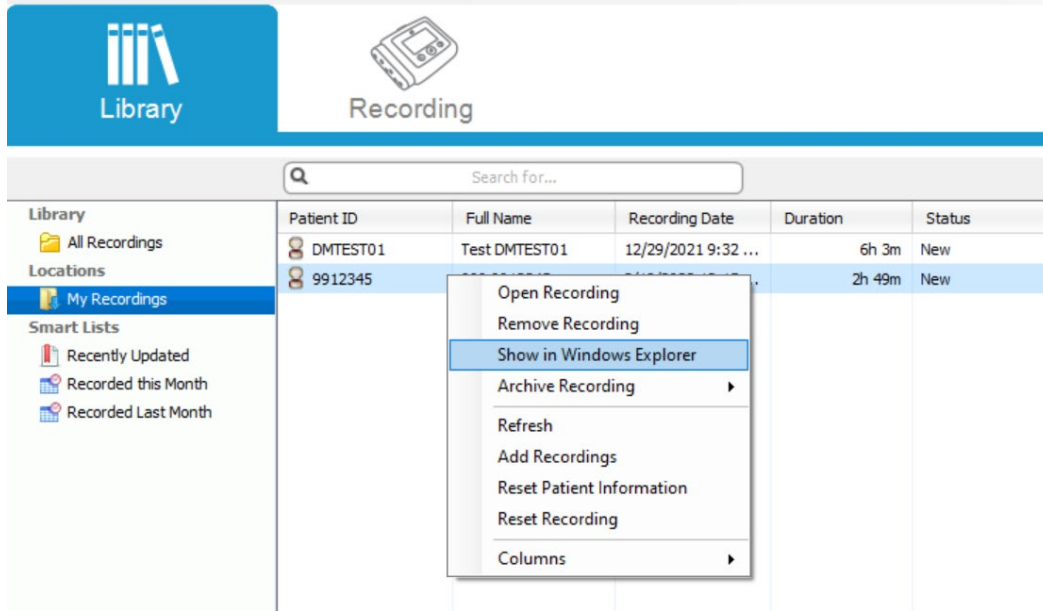 Library
Recording
Search for...
Library
All Recordings
Locations
My Recordings
Smart Lists
Recently Updated
Recorded this Month
Recorded Last Month
Patient ID Full Name Recording Date Duration Status
DMTEST01 Test DMTEST01 12/29/2021 9:32 ... 6h 3m New
9912345 2h 49m New
Open Recording
Remove Recording
Show in Windows Explorer
Archive Recording
Refresh
Add Recordings
Reset Patient Information
Reset Recording
Columns